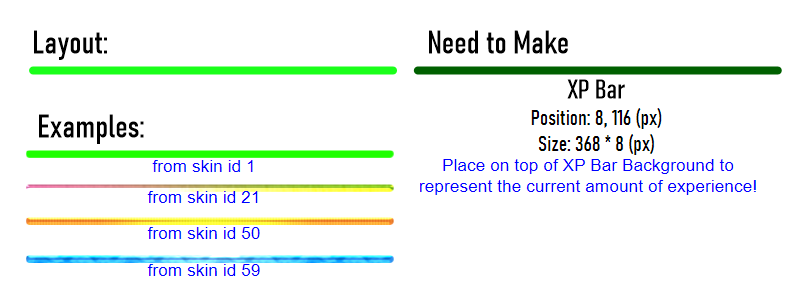 Layout:
Examples:
from skin id 1
from skin id 21
from skin id 50
from skin id 59
Need to Make
XP Bar
Position: 8, 116 (px)
Size: 368 * 8 (px)
Place on top of XP Bar Background to
represent the current amount of experience!